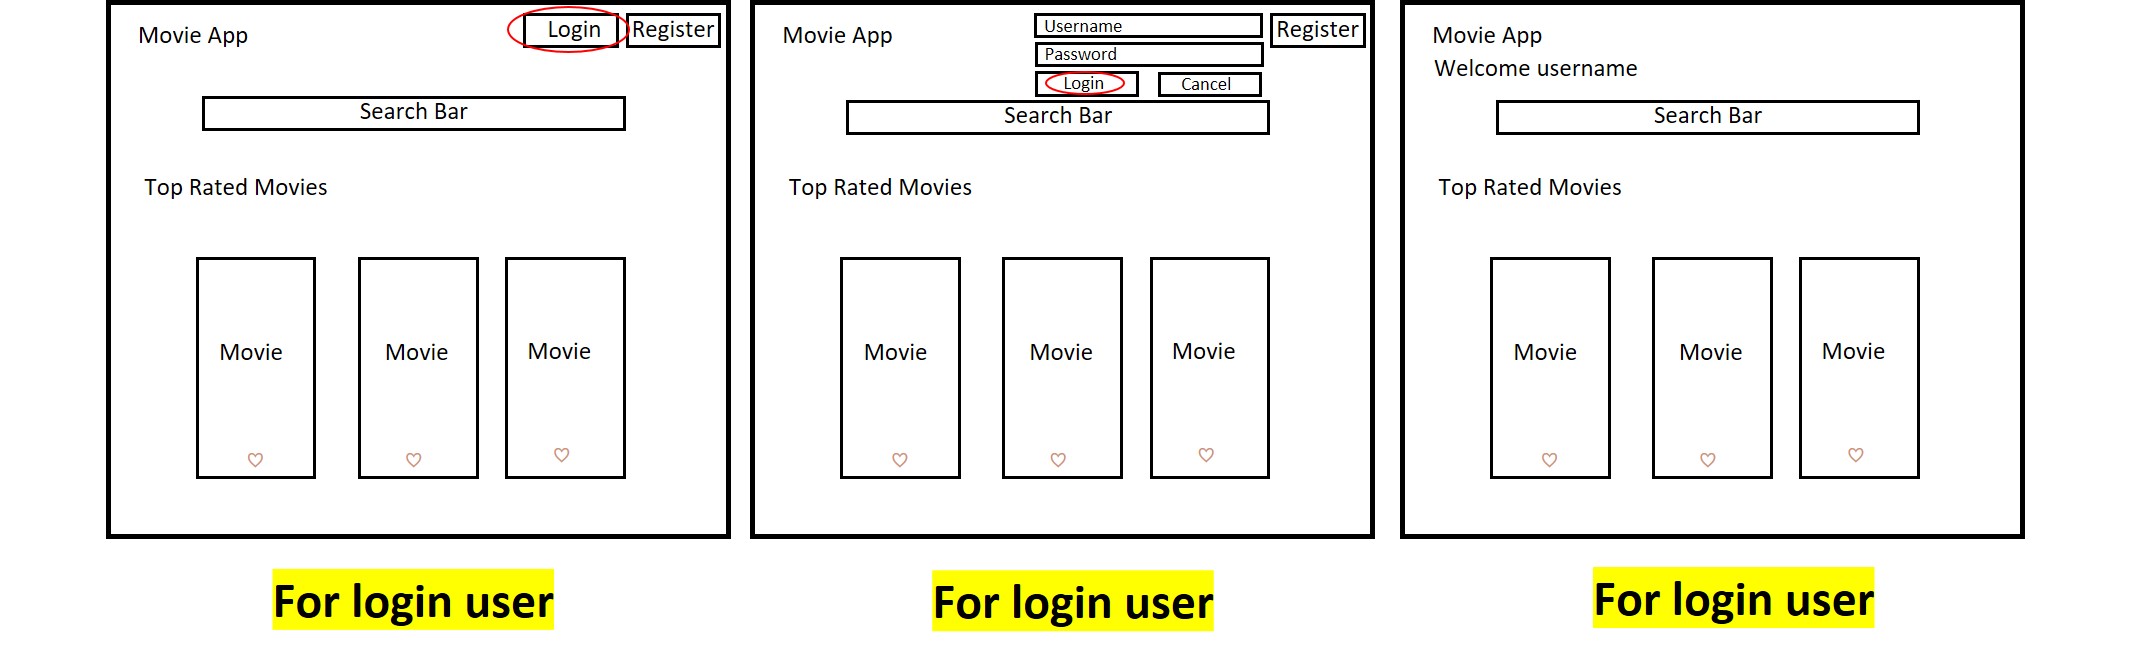 Movie App
Login
Register
Search Bar
Top Rated Movies
Movie
Movie
Movie
For login user
Movie App
Username
Password
Login
Cancel
Register
Search Bar
Top Rated Movies
Movie
Movie
Movie
For login user
Movie App
Welcome username
Search Bar
Top Rated Movies
Movie
Movie
Movie
For login user